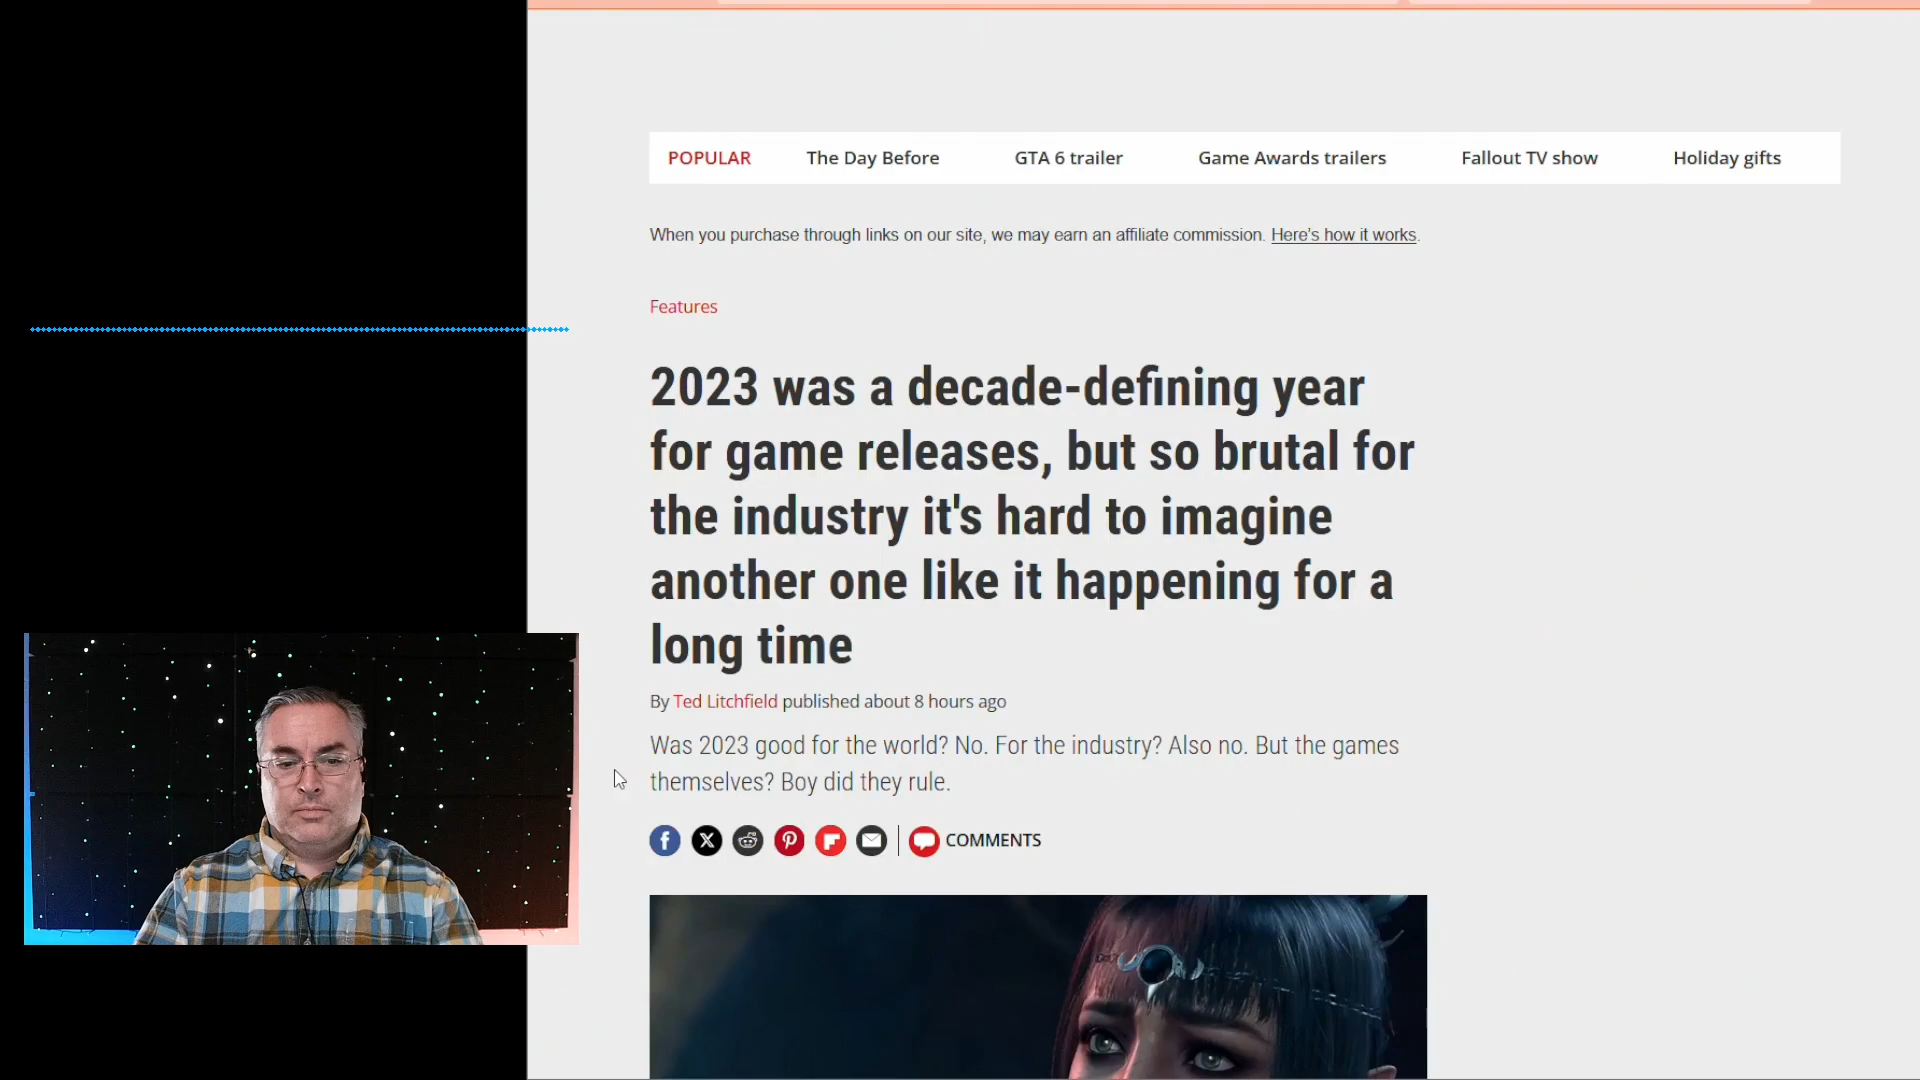 POPULAR The Day Before GTA 6 trailer Game Awards trailers Fallout TV show Holiday gifts
When you purchase through links on our site, we may earn an affiliate commission. Here’s how it works.
Features
2023 was a decade-defining year
for game releases, but so brutal for
the industry it's hard to imagine
another one like it happening for a
long time
By Ted Litchfield published about 8 hours ago
Was 2023 good for the world? No. For the industry? Also no. But the games
themselves? Boy did they rule.
COMMENTS